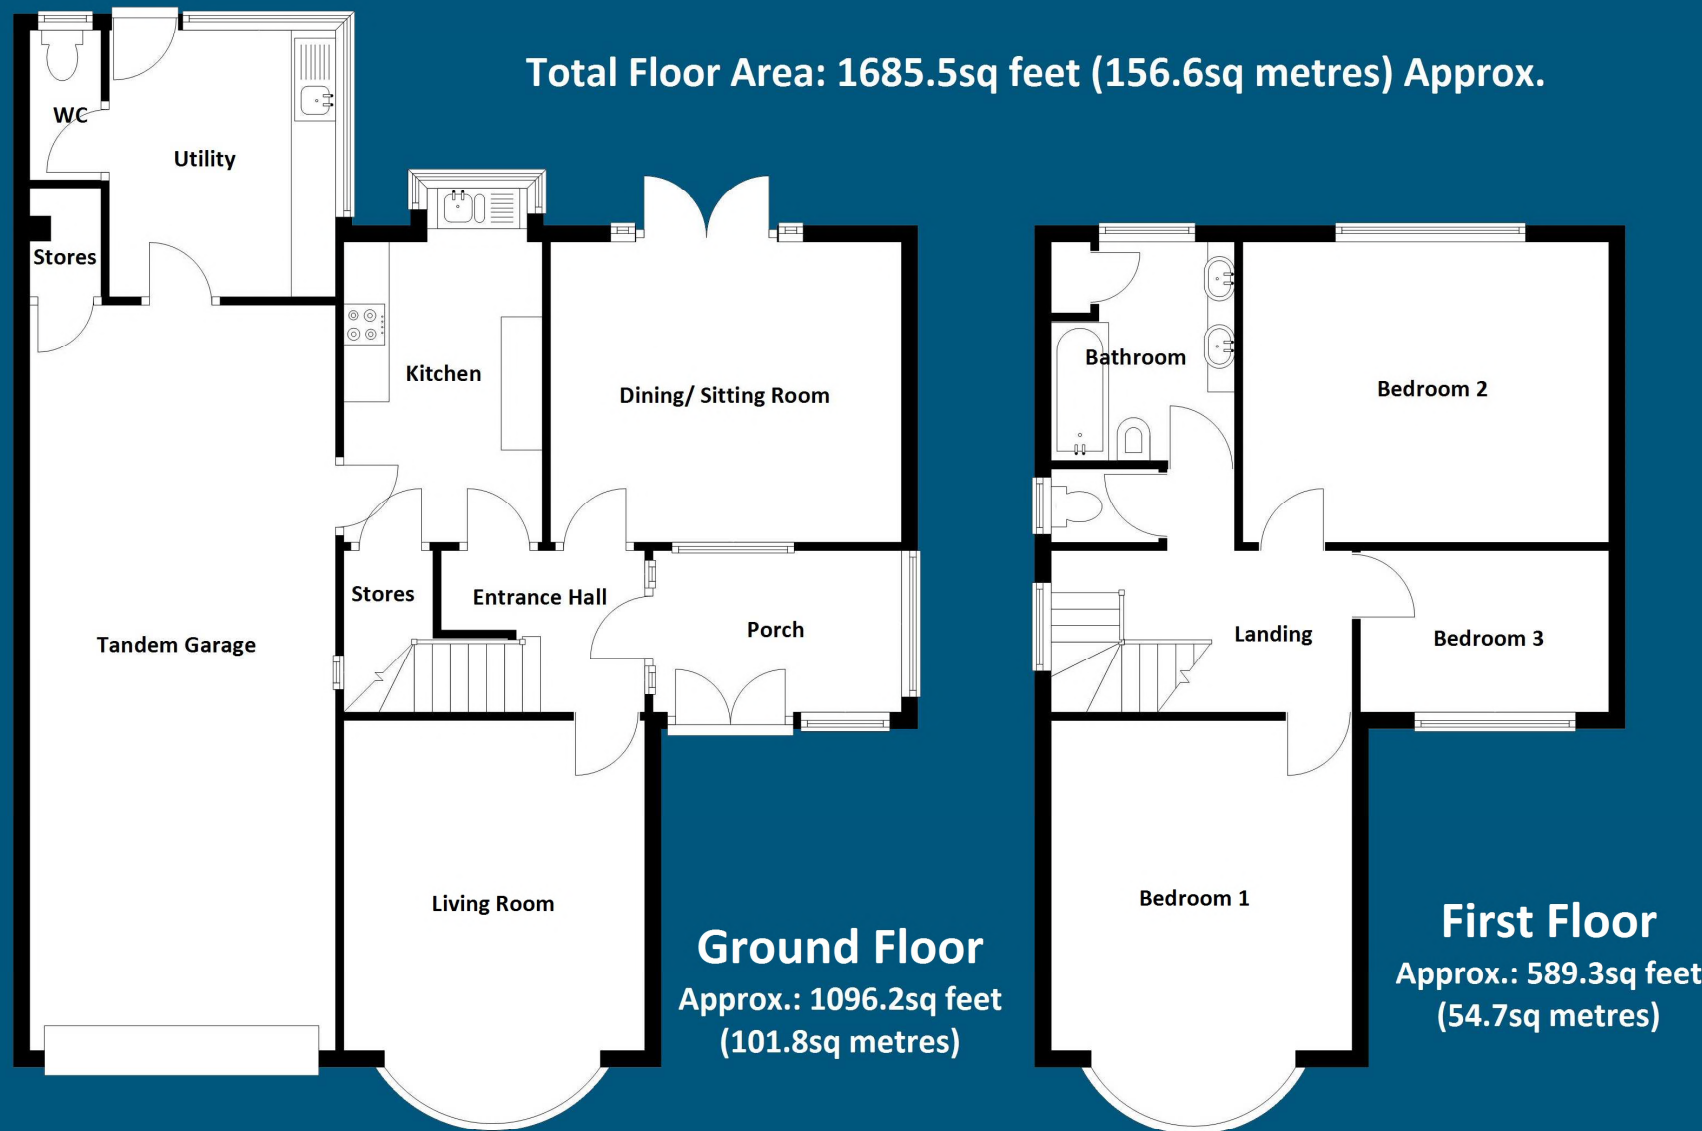 Total Floor Area: 1685.5sq feet (156.6sq metres) Approx.
WC
Utility
Stores
Kitchen
Dining/ Sitting Room
Stores
Entrance Hall
Porch
Tandem Garage
Living Room
Ground Floor
Approx.: 1096.2sq feet
(101.8sq metres)
Bathroom
Bedroom 2
Landing
Bedroom 3
Bedroom 1
First Floor
Approx.: 589.3sq feet
(54.7sq metres)